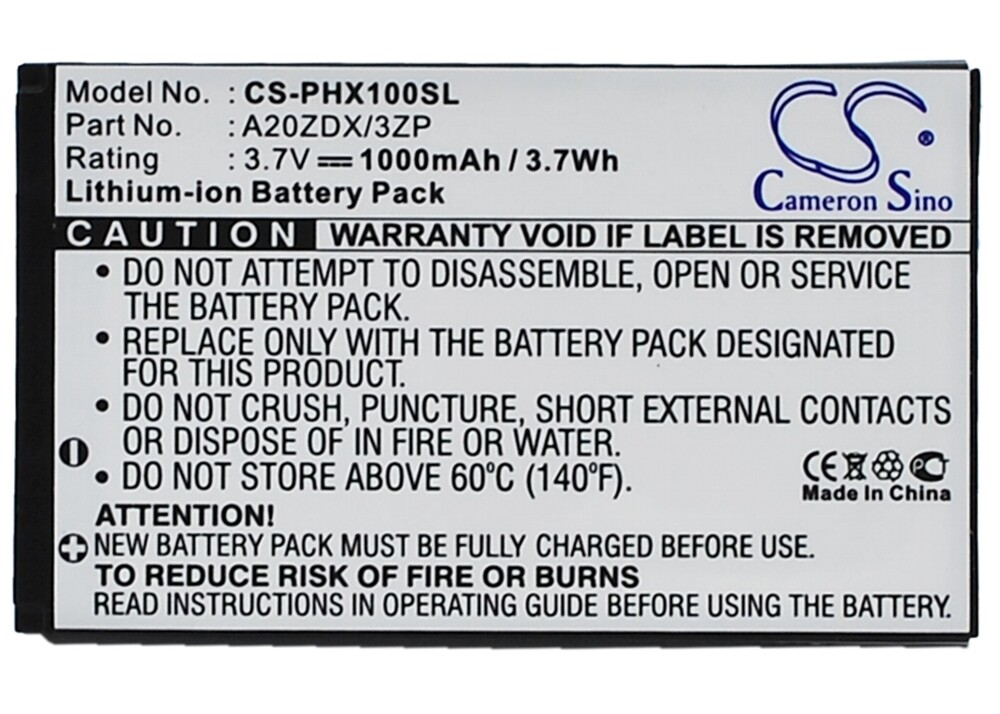 Model No. : CS-PHX100SL
Part No. : A20ZDX/3ZP
Rating : 3.7V 1000mAh / 3.7Wh
Lithium-ion Battery Pack
CS ®
Cameron Sino
CAUTION WARRANTY VOID IF LABEL IS REMOVED
• DO NOT ATTEMPT TO DISASSEMBLE, OPEN OR SERVICE
THE BATTERY PACK.
• REPLACE ONLY WITH THE BATTERY PACK DESIGNATED
FOR THIS PRODUCT.
• DO NOT CRUSH, PUNCTURE, SHORT EXTERNAL CONTACTS
OR DISPOSE OF IN FIRE OR WATER.
• DO NOT STORE ABOVE 60°C (140°F).
CE
Made In China
ATTENTION!
NEW BATTERY PACK MUST BE FULLY CHARGED BEFORE USE.
TO REDUCE RISK OF FIRE OR BURNS
READ INSTRUCTIONS IN OPERATING GUIDE BEFORE USING THE BATTERY.